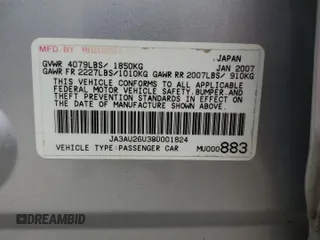 JAPAN
GVWR 4079LBS/ 1850KG JAN 2007
GAWR FR 2227LBS/1010KG GAWR RR 2007LBS/ 910KG
THIS VEHICLE CONFORMS TO ALL APPLICABLE
FEDERAL MOTOR VEHICLE SAFETY,BUMPER,AND
THEFT PREVENTION STANDARDS IN EFFECT ON
THE DATE OF MANUFACTURE SHOWN ABOVE.
JA3AU26U38U001824
VEHICLE TYPE:PASSENGER CAR MU000883
DREAMBID